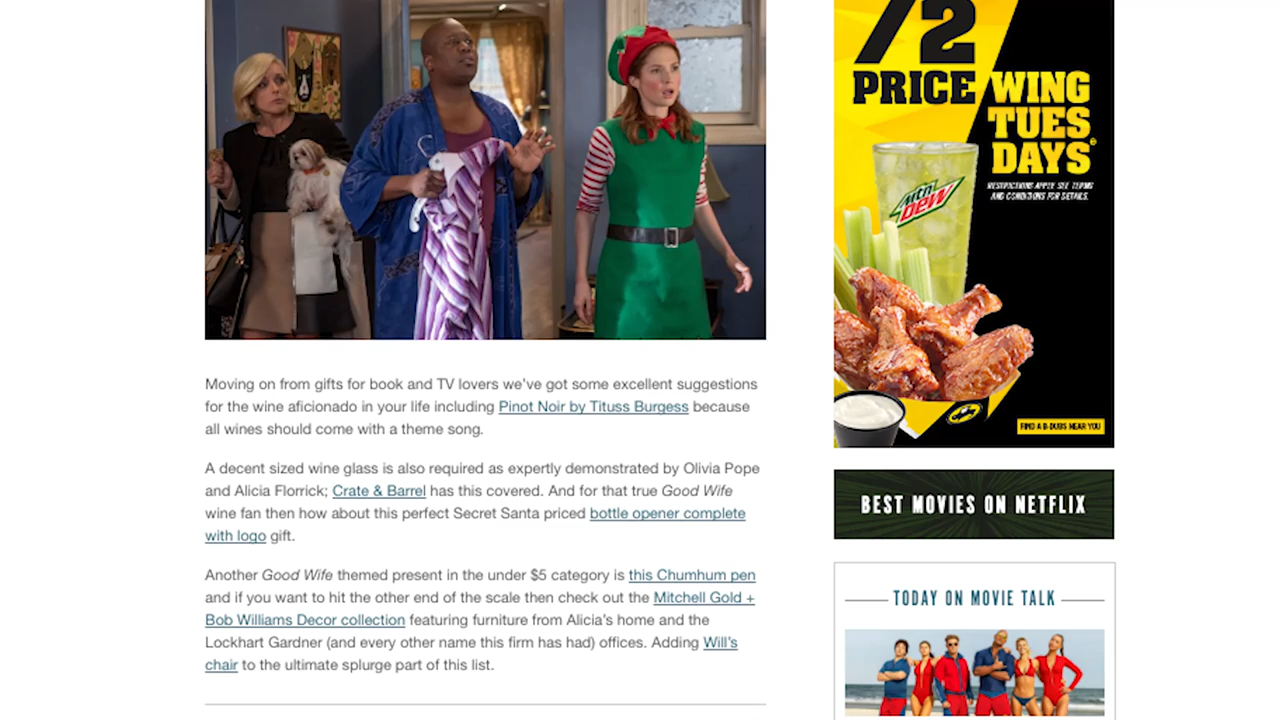 Moving on from gifts for book and TV lovers we've got some excellent suggestions
for the wine aficionado in your life including Pinot Noir by Tituss Burgess because
all wines should come with a theme song.
A decent sized wine glass is also required as expertly demonstrated by Olivia Pope
and Alicia Florrick; Crate & Barrel has this covered. And for that true Good Wife
wine fan then how about this perfect Secret Santa priced bottle opener complete
with logo gift.
Another Good Wife themed present in the under $5 category is this Chumhum pen
and if you want to hit the other end of the scale then check out the Mitchell Gold +
Bob Williams Decor collection featuring furniture from Alicia's home and the
Lockhart Gardner (and every other name this firm has had) offices. Adding Will's
chair to the ultimate splurge part of this list.
/2
PRICE
WING
TUES
DAYS®
RESTRICTIONS APPLY SEE TERMS
AND CONDITIONS FOR DETAILS.
Mtn
DEW
FIND A B-DUBS NEAR YOU
BEST MOVIES ON NETFLIX
TODAY ON MOVIE TALK